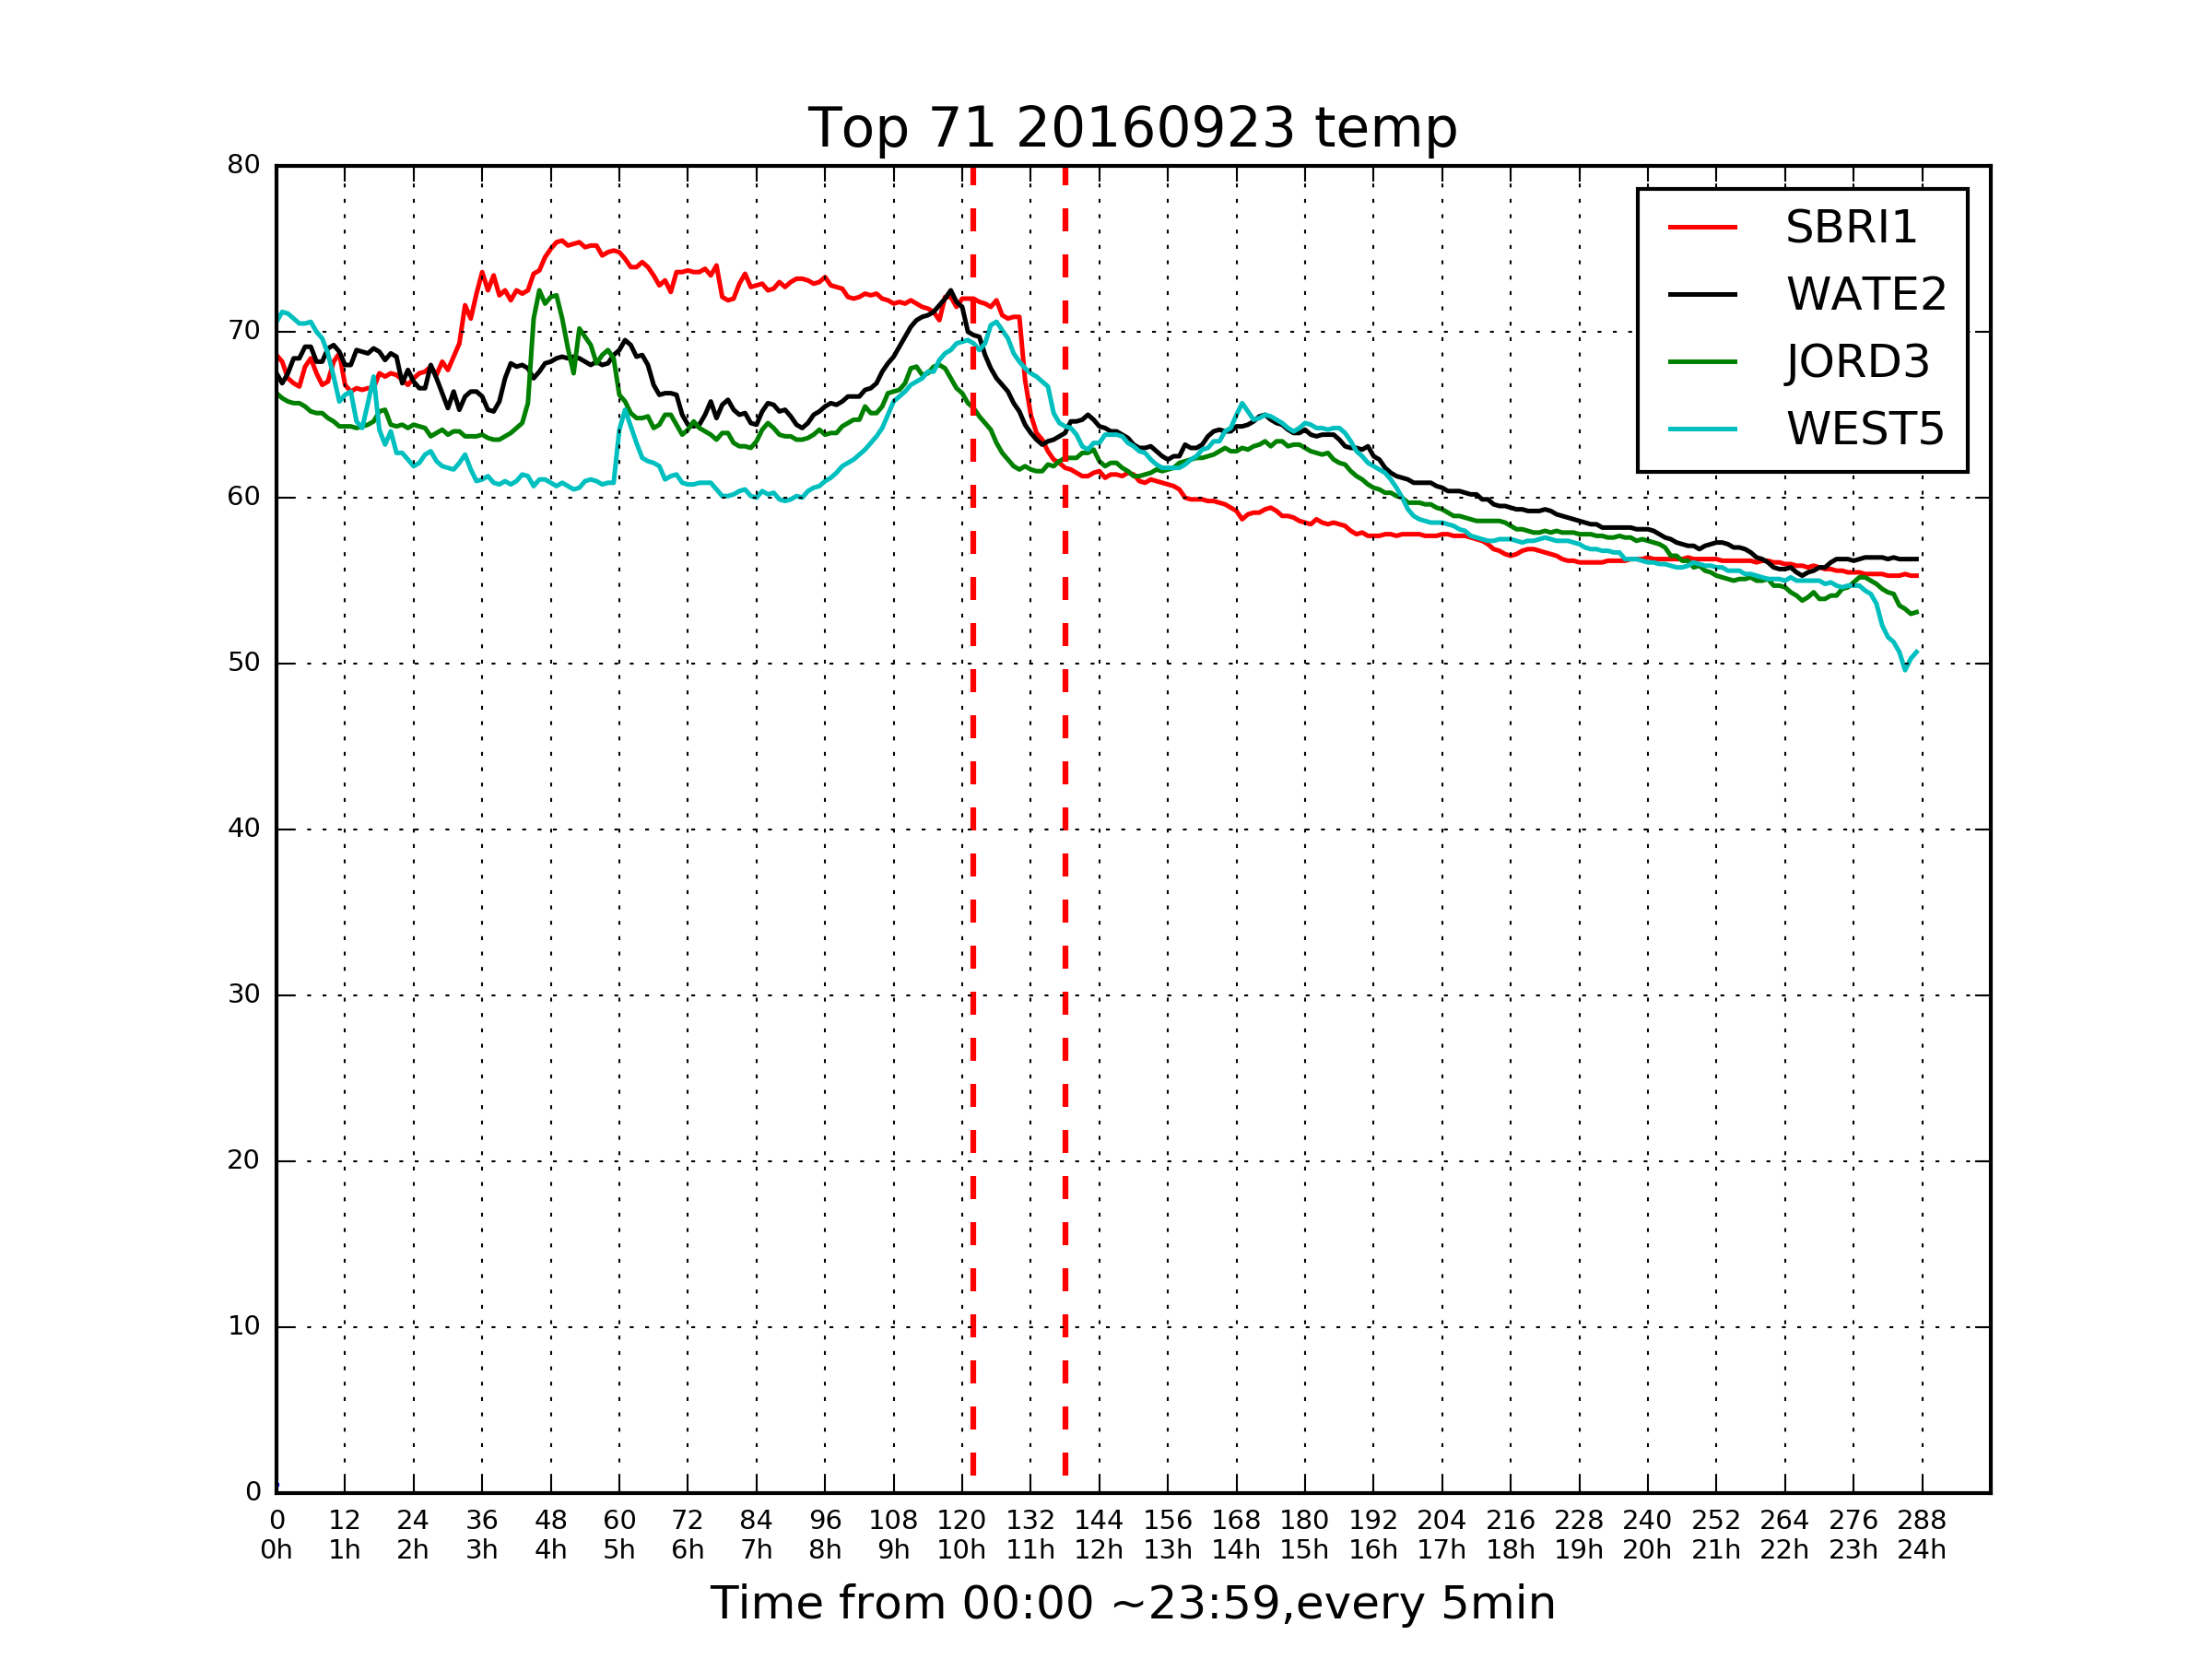 Top 71 20160923 temp
80
70
60
50
40
30
20
10
0
SBRI1
WATE2
JORD3
WEST5
0 12 24 36 48 60 72 84 96 108 120 132 144 156 168 180 192 204 216 228 240 252 264 276 288
0h 1h 2h 3h 4h 5h 6h 7h 8h 9h 10h 11h 12h 13h 14h 15h 16h 17h 18h 19h 20h 21h 22h 23h 24h
Time from 00:00 ~23:59,every 5min